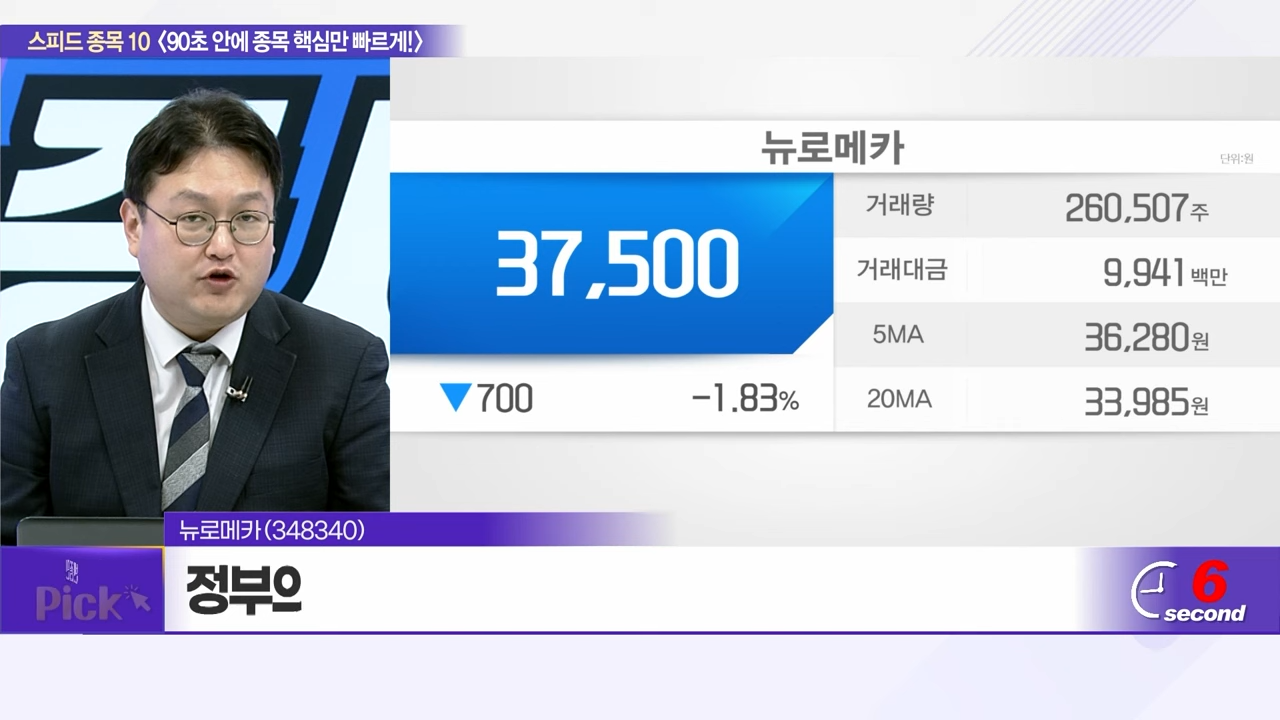 스피드 종목 10 <90초 안에 종목 핵심만 빠르게!>
뉴로메카
단위:원
37,500
▼700 -1.83%
거래량 260,507주
거래대금 9,941백만
5MA 36,280원
20MA 33,985원
뉴로메카(348340)
Pick
정부으
6
second